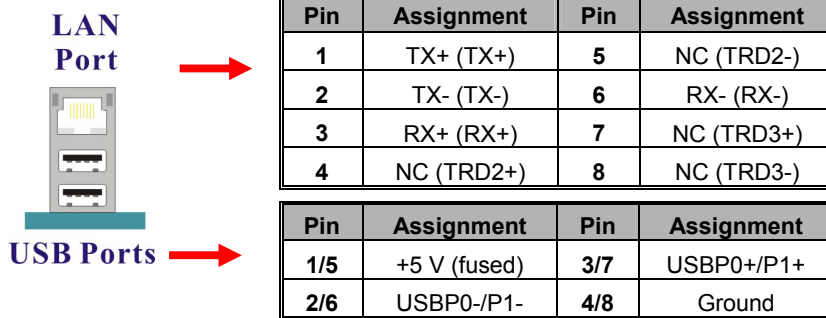 LAN
Port
Pin Assignment Pin Assignment
1 TX+ (TX+) 5 NC (TRD2-)
2 TX- (TX-) 6 RX- (RX-)
3 RX+ (RX+) 7 NC (TRD3+)
4 NC (TRD2+) 8 NC (TRD3-)
USB Ports
Pin Assignment Pin Assignment
1/5 +5 V (fused) 3/7 USBP0+/P1+
2/6 USBP0-/P1- 4/8 Ground